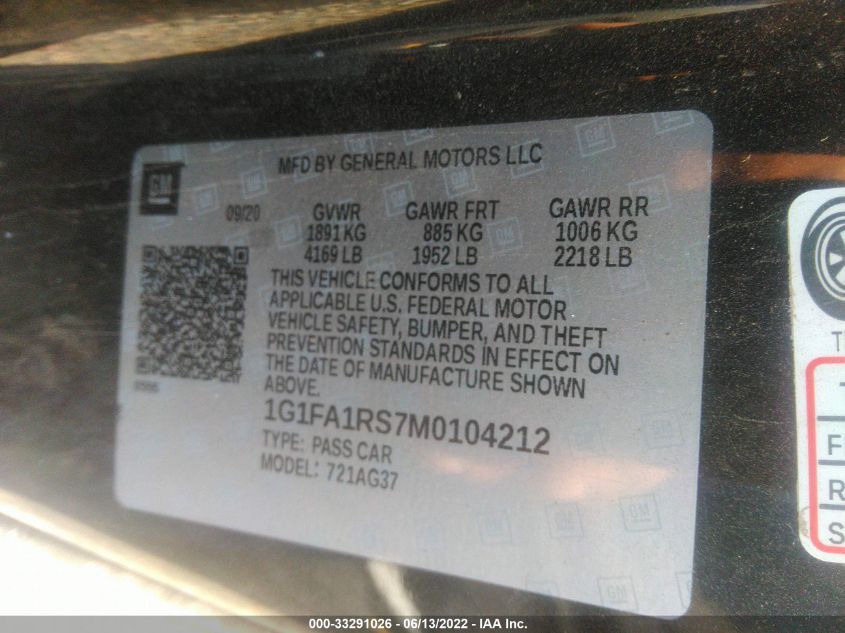 MFD BY GENERAL MOTORS LLC
GM
09/20 GVWR GAWR FRT GAWR RR
1891 KG 885 KG 1006 KG
4169 LB 1952 LB 2218 LB
THIS VEHICLE CONFORMS TO ALL
APPLICABLE U.S. FEDERAL MOTOR
VEHICLE SAFETY, BUMPER, AND THEFT
PREVENTION STANDARDS IN EFFECT ON
THE DATE OF MANUFACTURE SHOWN
ABOVE.
1G1FA1RS7M0104212
TYPE: PASS CAR
MODEL: 721AG37
T
F
R
S
000-33291026 - 06/13/2022 - IAA Inc.